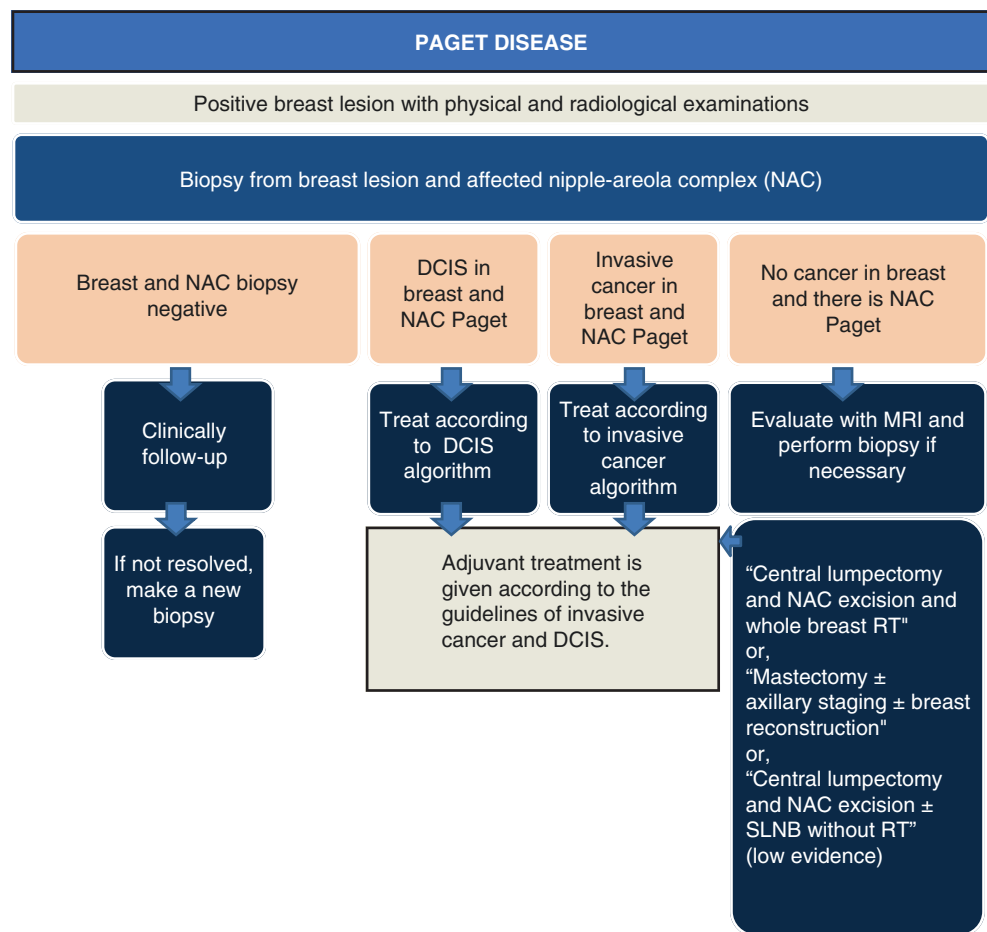 PAGET DISEASE
Positive breast lesion with physical and radiological examinations
Biopsy from breast lesion and affected nipple-areola complex (NAC)
Breast and NAC biopsy
negative
DCIS in
breast and
NAC Paget
Invasive
cancer in
breast and
NAC Paget
No cancer in breast
and there is NAC
Paget
Clinically
follow-up
Treat according
to DCIS
algorithm
Treat according
to invasive
cancer
algorithm
Evaluate with MRI and
perform biopsy if
necessary
If not resolved,
make a new
biopsy
Adjuvant treatment is
given according to the
guidelines of invasive
cancer and DCIS.
“Central lumpectomy
and NAC excision and
whole breast RT"
or,
“Mastectomy ±
axillary staging ± breast
reconstruction"
or,
“Central lumpectomy
and NAC excision ±
SLNB without RT”
(low evidence)